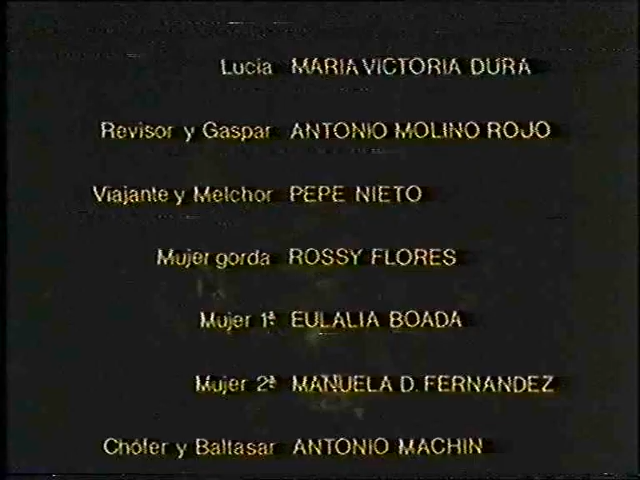 Lucía MARIA VICTORIA DURA
Revisor y Gaspar ANTONIO MOLINO ROJO
Viajante y Melchor PEPE NIETO
Mujer gorda ROSSY FLORES
Mujer 1ª EULALIA BOADA
Mujer 2ª MANUELA D. FERNANDEZ
Chófer y Baltasar ANTONIO MACHIN